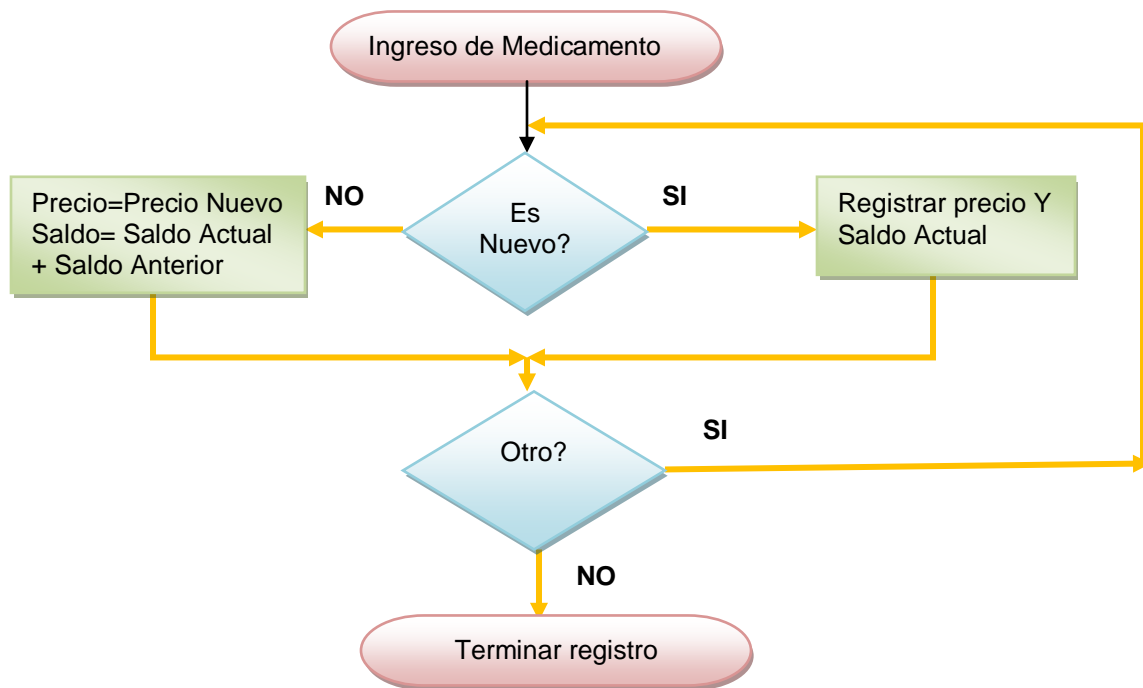 Ingreso de Medicamento
NO
SI
Precio=Precio Nuevo
Saldo= Saldo Actual
+ Saldo Anterior
Es
Nuevo?
Registrar precio Y
Saldo Actual
Otro?
SI
NO
Terminar registro